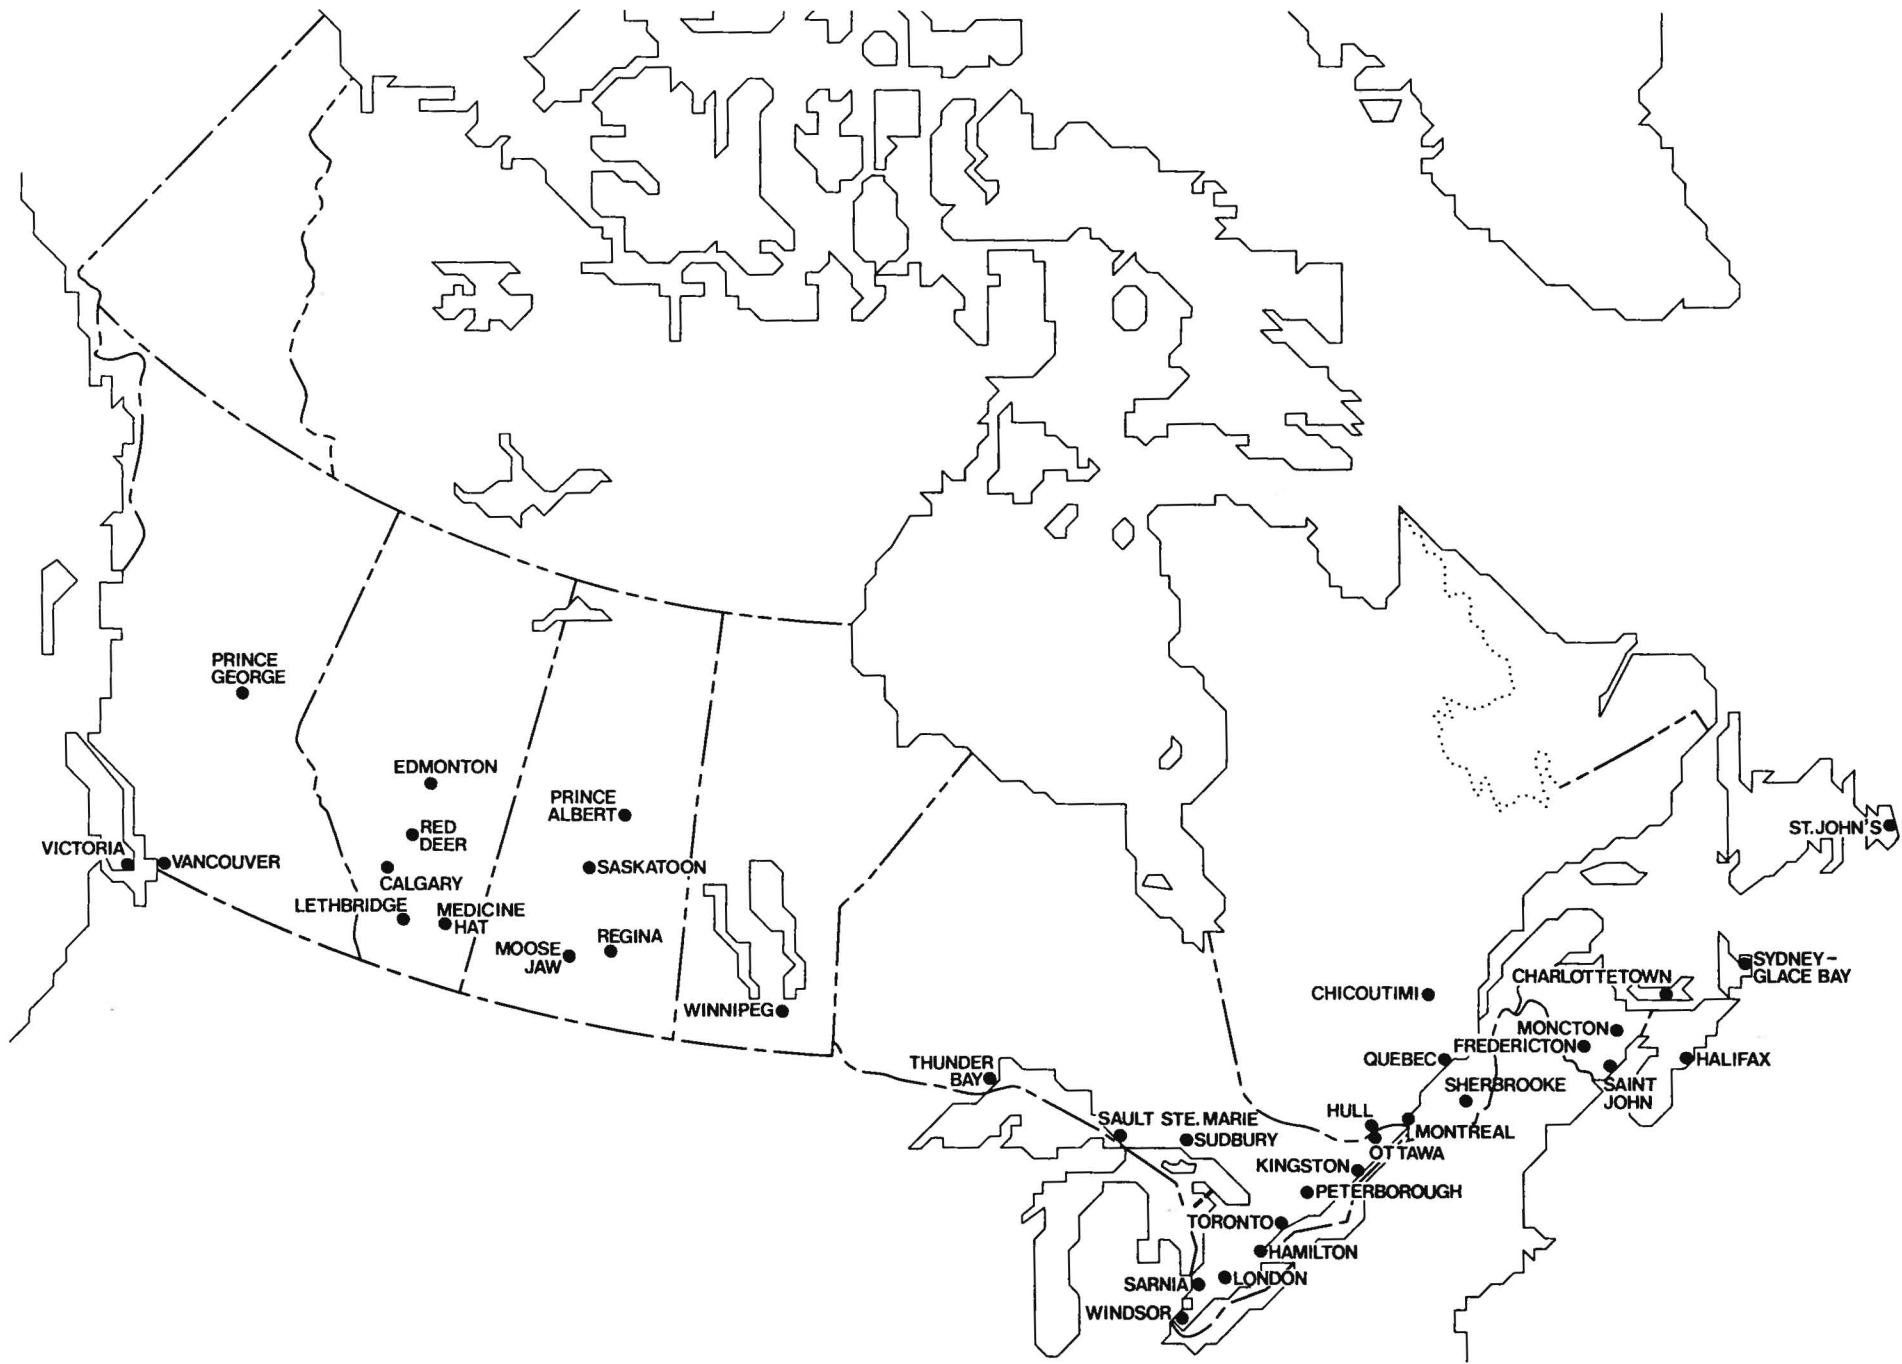 PRINCE
GEORGE
EDMONTON
PRINCE
ALBERT
RED
DEER
ST.JOHN'S
VICTORIA
VANCOUVER
SASKATOON
CALGARY
LETHBRIDGE
MEDICINE
HAT
MOOSE
JAW
REGINA
WINNIPEG
SYDNEY–
GLACE BAY
CHARLOTTETOWN
CHICOUTIMI
MONCTON
FREDERICTON
QUEBEC
HALIFAX
THUNDER
BAY
SHERBROOKE
SAINT
JOHN
HULL
SAULT STE. MARIE
SUDBURY
MONTREAL
OTTAWA
KINGSTON
PETERBOROUGH
TORONTO
HAMILTON
SARNIA
LONDON
WINDSOR